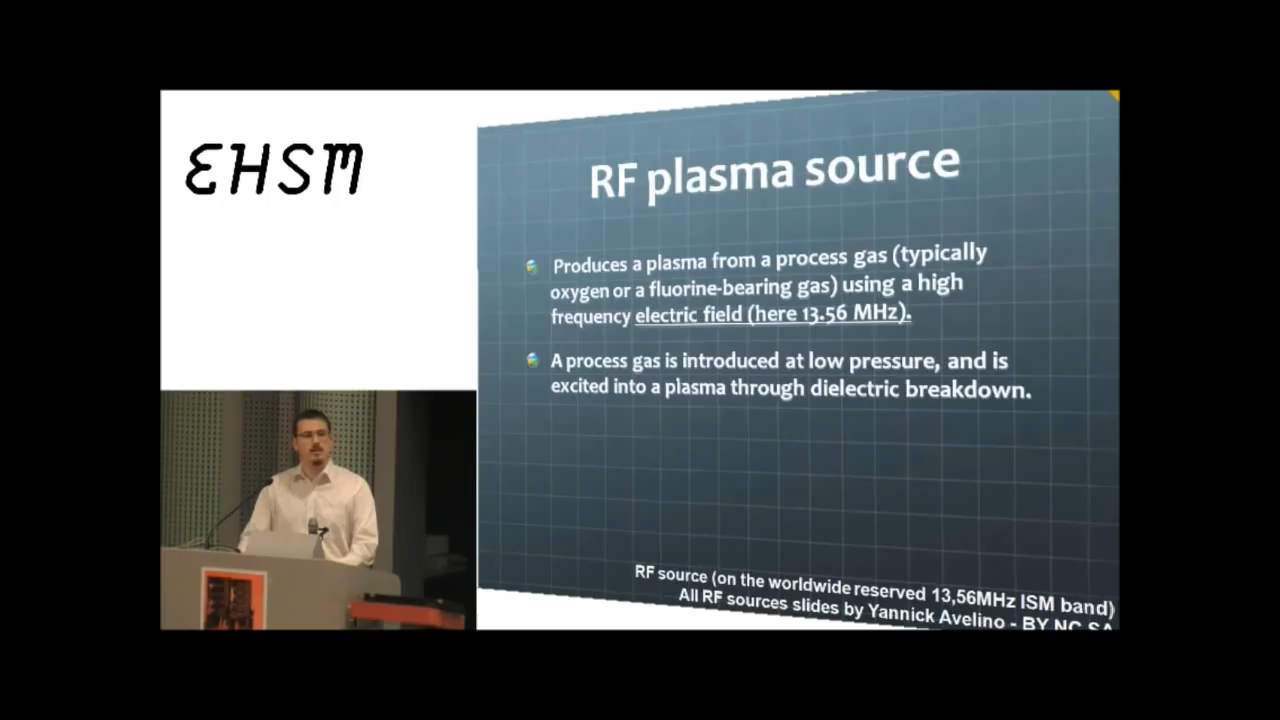 EHSM
RF plasma source
Produces a plasma from a process gas (typically
oxygen or a fluorine-bearing gas) using a high
frequency electric field (here 13.56 MHz).
A process gas is introduced at low pressure, and is
excited into a plasma through dielectric breakdown.
RF source (on the worldwide reserved 13,56MHz ISM band)
All RF sources slides by Yannick Avelino - BY NC SA